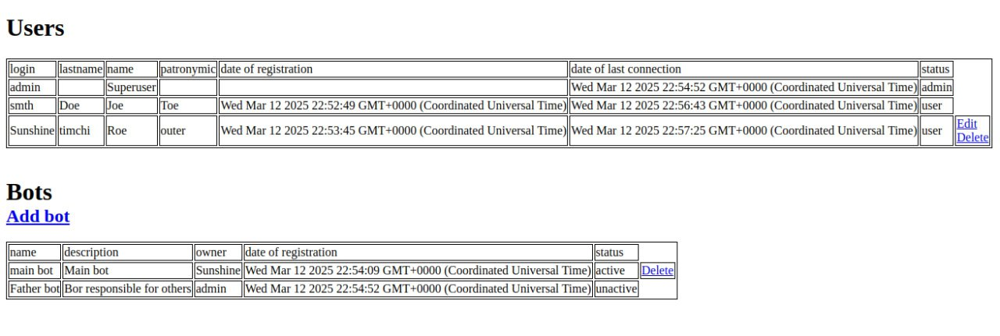 Users
login lastname name patronymic date of registration date of last connection status
admin Superuser Wed Mar 12 2025 22:54:52 GMT+0000 (Coordinated Universal Time) admin
smth Doe Joe Toe Wed Mar 12 2025 22:52:49 GMT+0000 (Coordinated Universal Time) Wed Mar 12 2025 22:56:43 GMT+0000 (Coordinated Universal Time) user
Sunshine timchi Roe outer Wed Mar 12 2025 22:53:45 GMT+0000 (Coordinated Universal Time) Wed Mar 12 2025 22:57:25 GMT+0000 (Coordinated Universal Time) user Edit
Delete
Bots
Add bot
name description owner date of registration status
main bot Main bot Sunshine Wed Mar 12 2025 22:54:09 GMT+0000 (Coordinated Universal Time) active Delete
Father bot Bor responsible for others admin Wed Mar 12 2025 22:54:52 GMT+0000 (Coordinated Universal Time) unactive